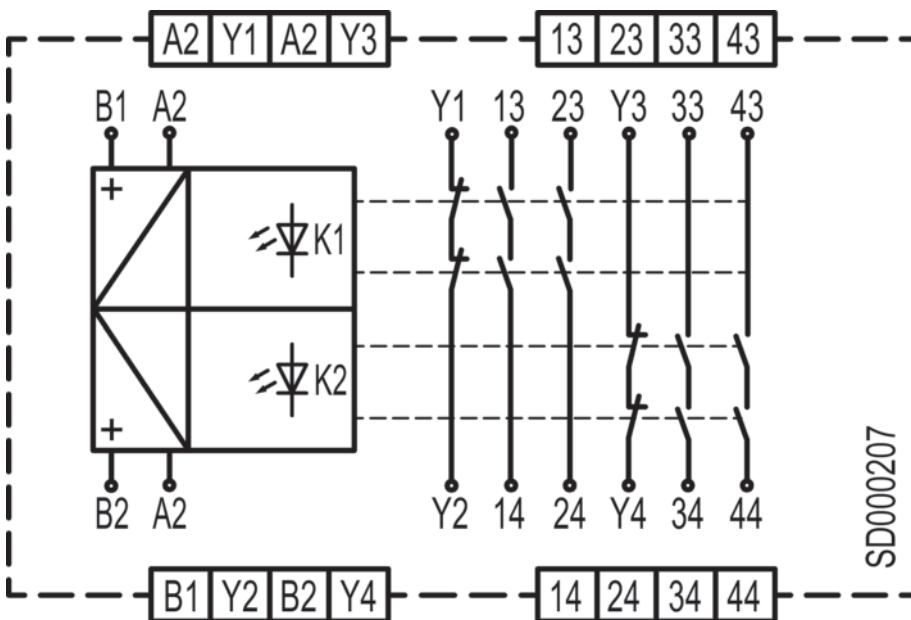 A2 Y1 A2 Y3 13 23 33 43
B1 A2 Y1 13 23 Y3 33 43
+
K1
K2
+
B2 A2 Y2 14 24 Y4 34 44
SD000207
B1 Y2 B2 Y4 14 24 34 44